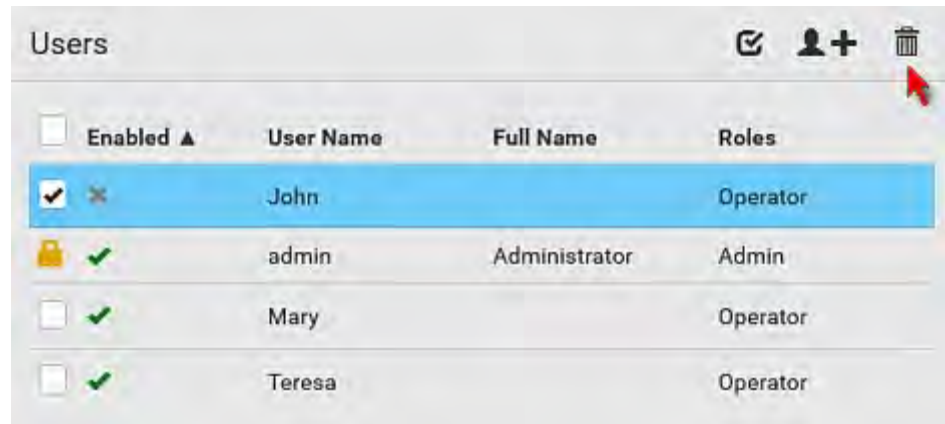 Users
Enabled ▲ User Name Full Name Roles
John Operator
admin Administrator Admin
Mary Operator
Teresa Operator